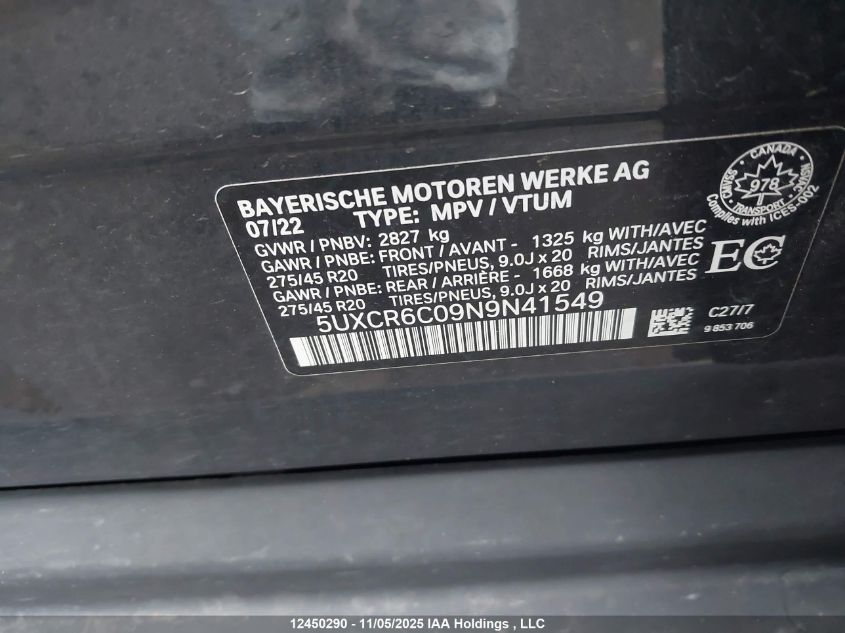 BAYERISCHE MOTOREN WERKE AG
07/22 TYPE: MPV / VTUM
GVWR / PNBV: 2827 kg
GAWR / PNBE: FRONT / AVANT - 1325 kg WITH/AVEC
275/45 R20 TIRES/PNEUS, 9.0J x 20 RIMS/JANTES
GAWR / PNBE: REAR / ARRIÈRE - 1668 kg WITH/AVEC
275/45 R20 TIRES/PNEUS, 9.0J x 20 RIMS/JANTES
5UXCR6C09N9N41549
CANADA
978
TRANSPORT
Complies with ICES-002
EC
C27/7
9 853 706
12450290 - 11/05/2025 IAA Holdings , LLC